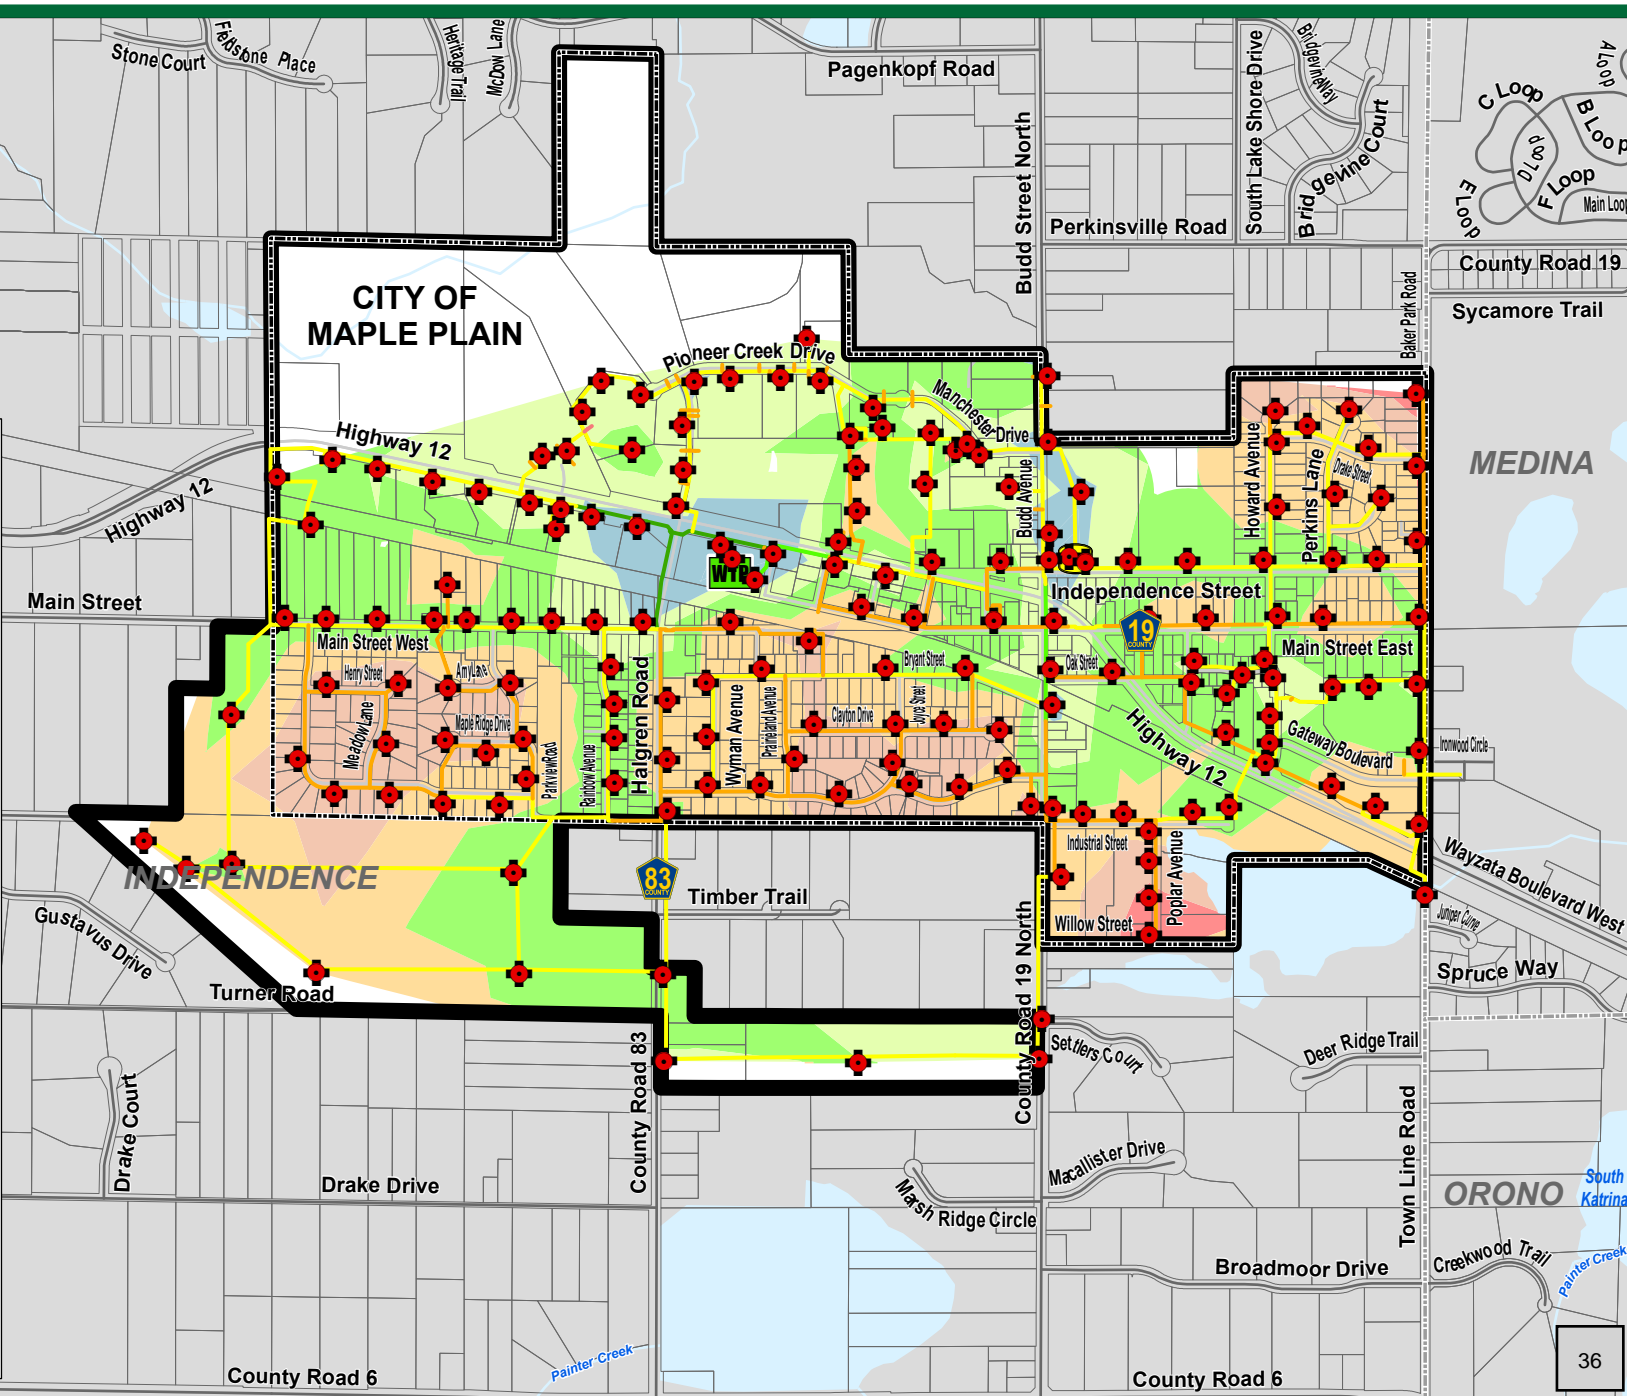 Stone Court
Fieldstone Place
Heritage Trail
McDow Lane
Pagenkopf Road
Budd Street North
South Lake Shore Drive
Bridgevine Way
Bridgevine Court
C Loop
A Loop
B Loop
D Loop
E Loop
F Loop
Main Loop
Perkinsville Road
County Road 19
Sycamore Trail
Baker Park Road
CITY OF
MAPLE PLAIN
Pioneer Creek Drive
Manchester Drive
Highway 12
Highway 12
MEDINA
Howard Avenue
Perkins Lane
Drake Street
Budd Avenue
WTP
Main Street
Independence Street
19
COUNTY
Main Street West
Main Street East
Henry Street
Amy Lane
Bryant Street
Oak Street
Meadow Lane
Maple Ridge Drive
Parkview Road
Rainbow Avenue
Halgren Road
Wyman Avenue
Prairieland Avenue
Clayton Drive
Joyce Street
Highway 12
Gateway Boulevard
Ironwood Circle
Industrial Street
Poplar Avenue
Willow Street
Wayzata Boulevard West
Juniper Curve
Spruce Way
INDEPENDENCE
83
COUNTY
Timber Trail
Gustavus Drive
Turner Road
County Road 19 North
Settlers Court
Deer Ridge Trail
County Road 83
Town Line Road
Drake Court
Drake Drive
Macallister Drive
Marsh Ridge Circle
ORONO
South
Katrina
Broadmoor Drive
Creekwood Trail
Painter Creek
Painter Creek
County Road 6
County Road 6
36